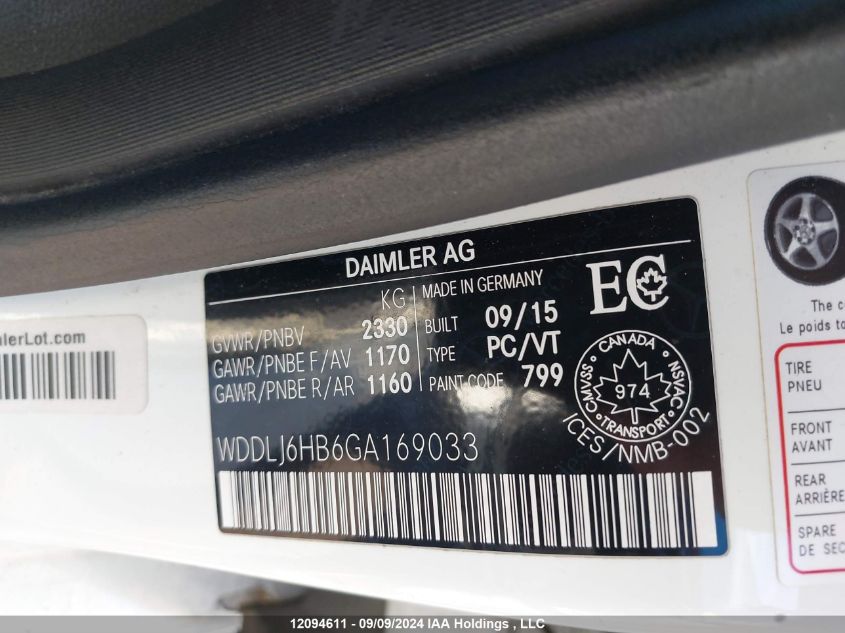 DAIMLER AG
KG
MADE IN GERMANY
GVWR/PNBV 2330
BUILT 09/15
GAWR/PNBE F/AV 1170
TYPE PC/VT
GAWR/PNBE R/AR 1160
PAINT CODE 799
EC
CANADA
CMVSS NSVAC
974
TRANSPORT
ICES/NMB-002
WDDLJ6HB6GA169033
lerLot.com
The
Le poids to
TIRE
PNEU
FRONT
AVANT
REAR
ARRIÈRE
SPARE
DE
12094611 - 09/09/2024 IAA Holdings , LLC